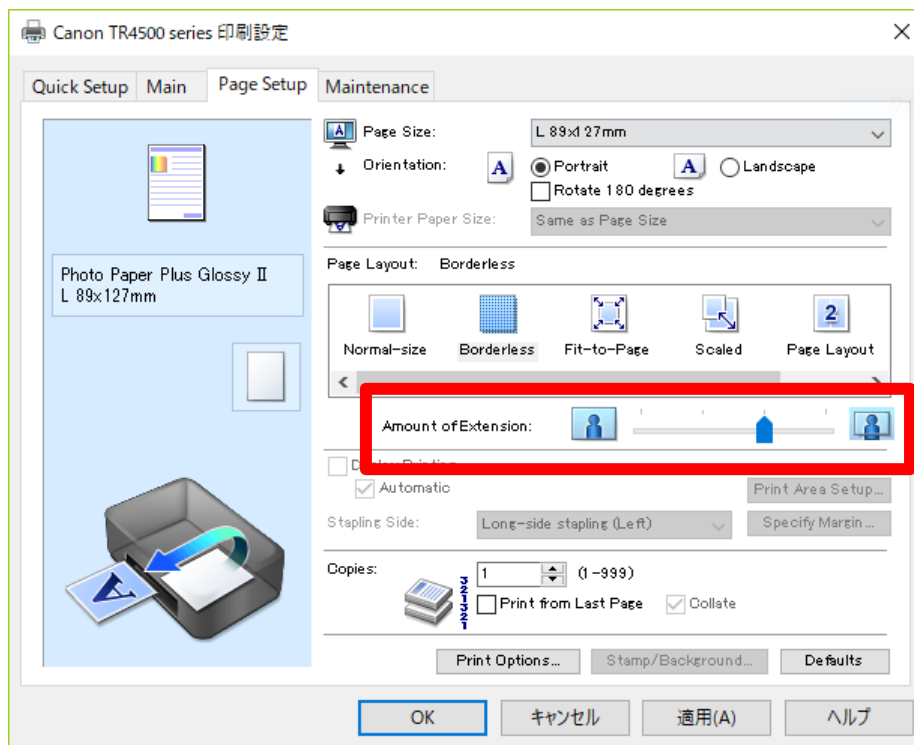 Canon TR4500 series 印刷設定
Quick Setup Main Page Setup Maintenance
Page Size: L 89x127mm
Orientation: A Portrait A Landscape
Rotate 180 degrees
Printer Paper Size: Same as Page Size
Photo Paper Plus Glossy II
L 89x127mm
Page Layout: Borderless
2
Normal-size Borderless Fit-to-Page Scaled Page Layout
Amount of Extension:
Automatic
Print Area Setup...
Stapling Side: Long-side stapling (Left) Specify Margin...
Copies: 1 (1-999)
Print from Last Page Collate
Print Options... Stamp/Background... Defaults
OK キャンセル 適用(A) ヘルプ